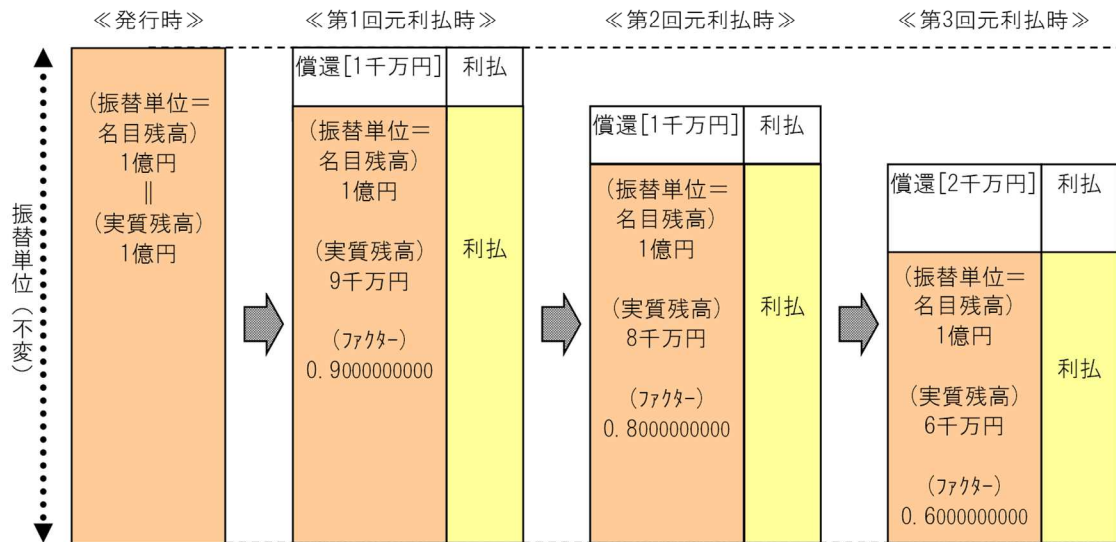 ≪発行時≫
≪第1回元利払時≫
≪第2回元利払時≫
≪第3回元利払時≫
振替単位(不変)
(振替単位=
名目残高)
1億円
||
(実質残高)
1億円
償還[1千万円]
利払
(振替単位=
名目残高)
1億円
(実質残高)
9千万円
(ファクター)
0.9000000000
利払
償還[1千万円]
利払
(振替単位=
名目残高)
1億円
(実質残高)
8千万円
(ファクター)
0.8000000000
利払
償還[2千万円]
利払
(振替単位=
名目残高)
1億円
(実質残高)
6千万円
(ファクター)
0.6000000000
利払